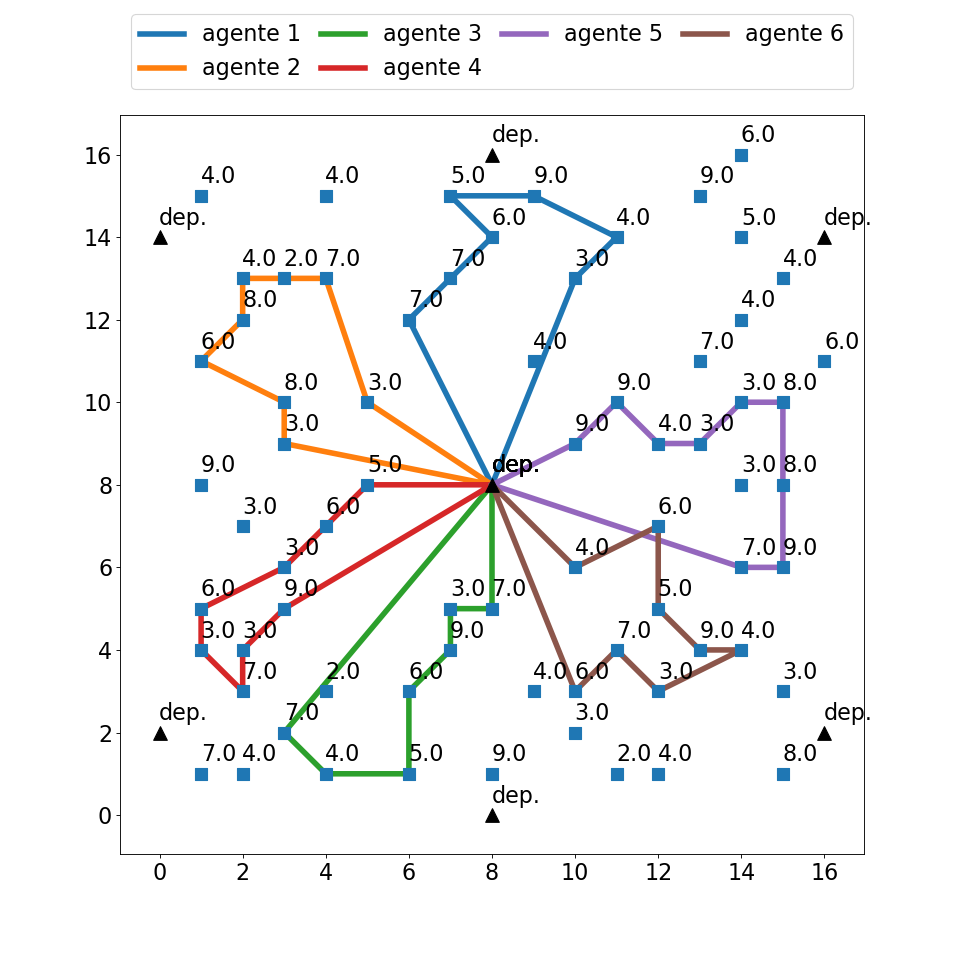 agente 1 agente 3 agente 5 agente 6
agente 2 agente 4
6.0
dep.
4.0 4.0 5.0 9.0 9.0
16
dep. 6.0 4.0 5.0 dep.
14
4.0 2.0 7.0 7.0 3.0 4.0
8.0 7.0 4.0
12
6.0 4.0 7.0 6.0
8.0 3.0 9.0 3.0 8.0
10
3.0 9.0 4.0 3.0
9.0 5.0 dep. 3.0 8.0
8
3.0 6.0 6.0
3.0 4.0 7.0 9.0
6
6.0 9.0 3.0 7.0 5.0
3.0 3.0 9.0 7.0 9.0 4.0
4
7.0 2.0 6.0 4.0 6.0 3.0 3.0
dep. 7.0 3.0 dep.
2
7.0 4.0 4.0 5.0 9.0 2.0 4.0 8.0
dep.
0
0 2 4 6 8 10 12 14 16